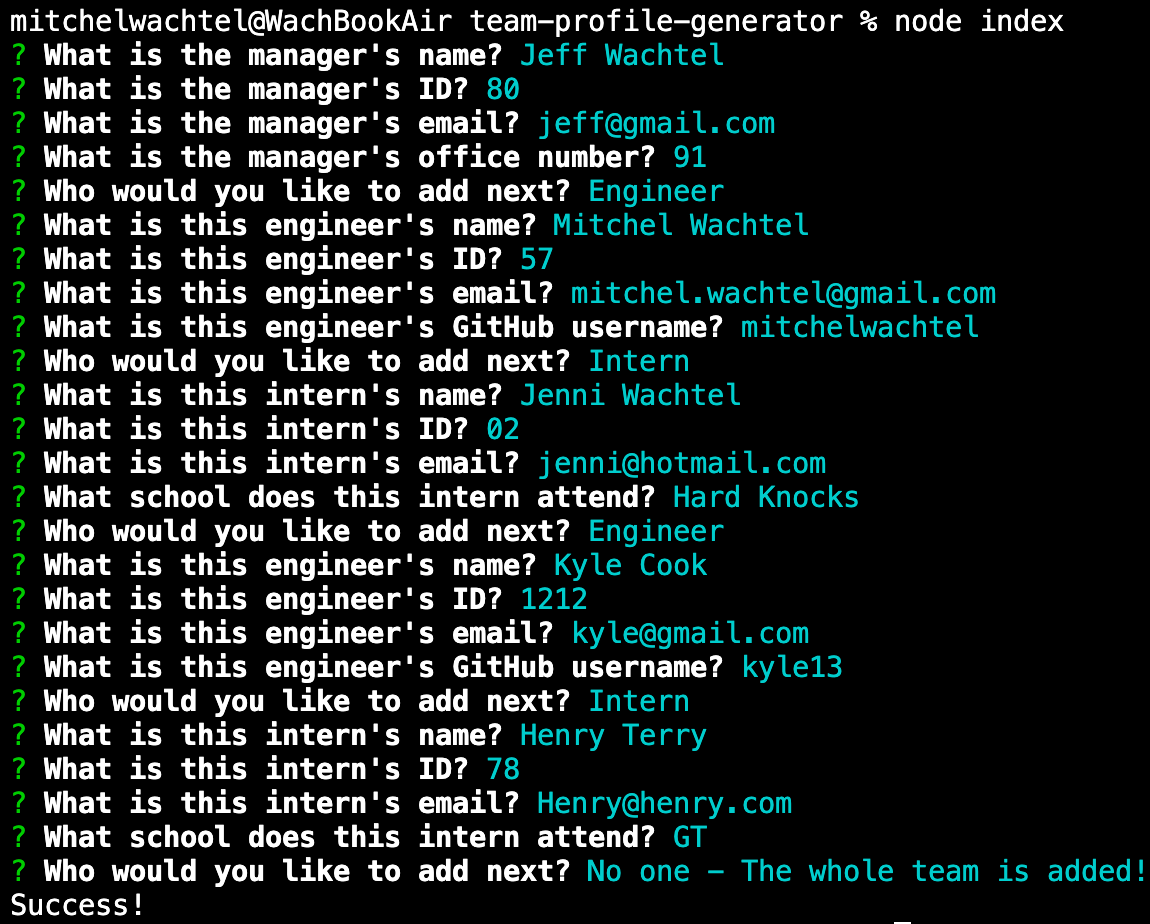 mitchelwachtel@WachBookAir team-profile-generator % node index
? What is the manager's name? Jeff Wachtel
? What is the manager's ID? 80
? What is the manager's email? jeff@gmail.com
? What is the manager's office number? 91
? Who would you like to add next? Engineer
? What is this engineer's name? Mitchel Wachtel
? What is this engineer's ID? 57
? What is this engineer's email? mitchel.wachtel@gmail.com
? What is this engineer's GitHub username? mitchelwachtel
? Who would you like to add next? Intern
? What is this intern's name? Jenni Wachtel
? What is this intern's ID? 02
? What is this intern's email? jenni@hotmail.com
? What school does this intern attend? Hard Knocks
? Who would you like to add next? Engineer
? What is this engineer's name? Kyle Cook
? What is this engineer's ID? 1212
? What is this engineer's email? kyle@gmail.com
? What is this engineer's GitHub username? kyle13
? Who would you like to add next? Intern
? What is this intern's name? Henry Terry
? What is this intern's ID? 78
? What is this intern's email? Henry@henry.com
? What school does this intern attend? GT
? Who would you like to add next? No one – The whole team is added!
Success!